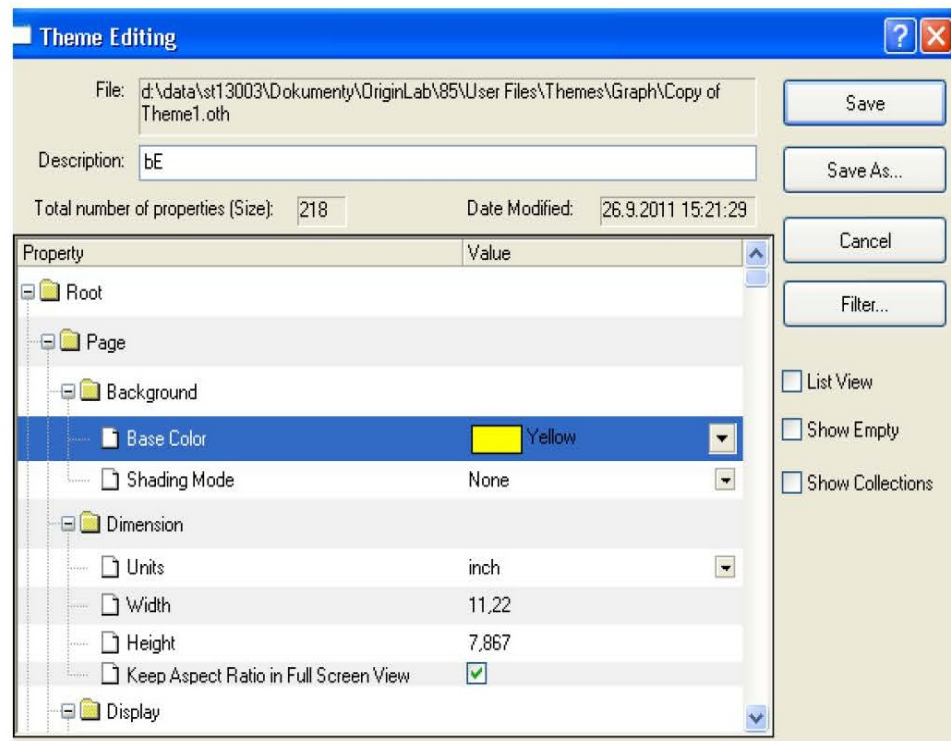 Theme Editing
File: d:\data\st13003\Dokumenty\OriginLab\85\User Files\Themes\Graph\Copy of
Theme1.oth
Save
Description: bE
Save As...
Total number of properties (Size): 218 Date Modified: 26.9.2011 15:21:29
Cancel
Property Value
Root
Filter...
Page
Background
List View
Base Color Yellow
Show Empty
Shading Mode None
Show Collections
Dimension
Units inch
Width 11,22
Height 7,867
Keep Aspect Ratio in Full Screen View
Display